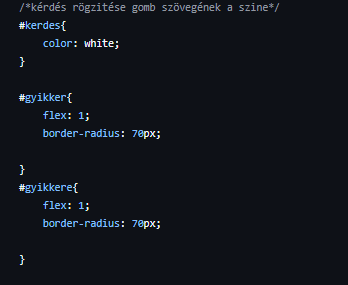 /*kérdés rögzitése gomb szövegének a szine*/
#kerdes{
color: white;
}
#gyikker{
flex: 1;
border-radius: 70px;
}
#gyikkere{
flex: 1;
border-radius: 70px;
}